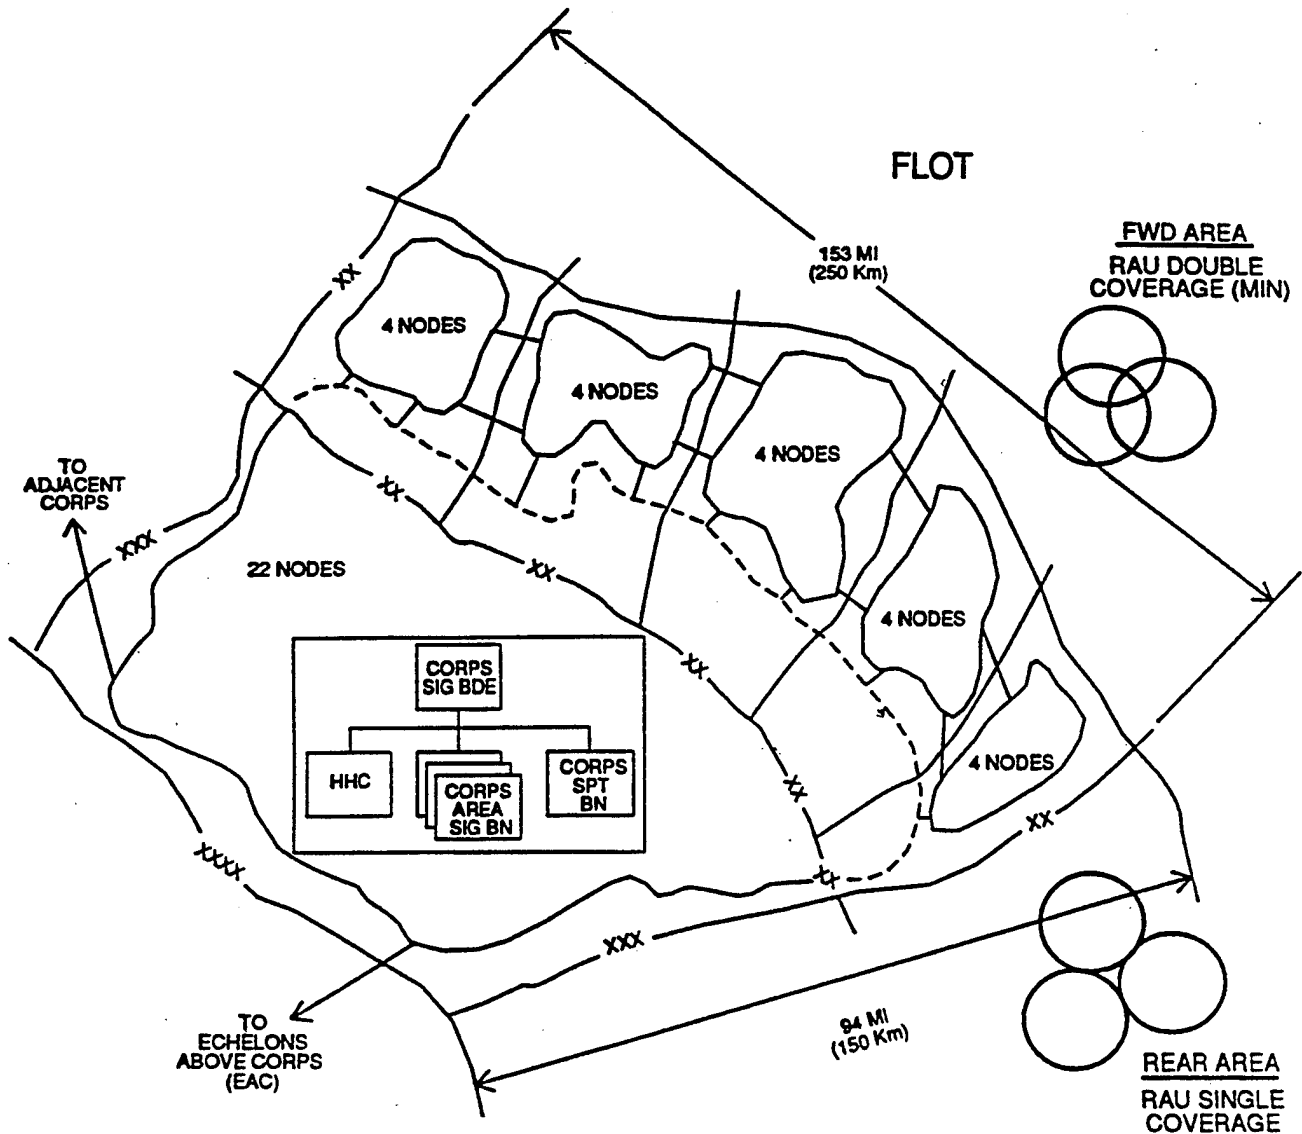 FLOT
153 MI
(250 Km)
FWD AREA
RAU DOUBLE
COVERAGE (MIN)
XX
4 NODES
4 NODES
4 NODES
4 NODES
4 NODES
TO
ADJACENT
CORPS
XXX
XX
XX
XX
XX
XX
XX
22 NODES
CORPS
SIG BDE
HHC
CORPS
AREA
SIG BN
CORPS
SPT
BN
XXXX
XXX
TO
ECHELONS
ABOVE CORPS
(EAC)
94 MI
(150 Km)
REAR AREA
RAU SINGLE
COVERAGE